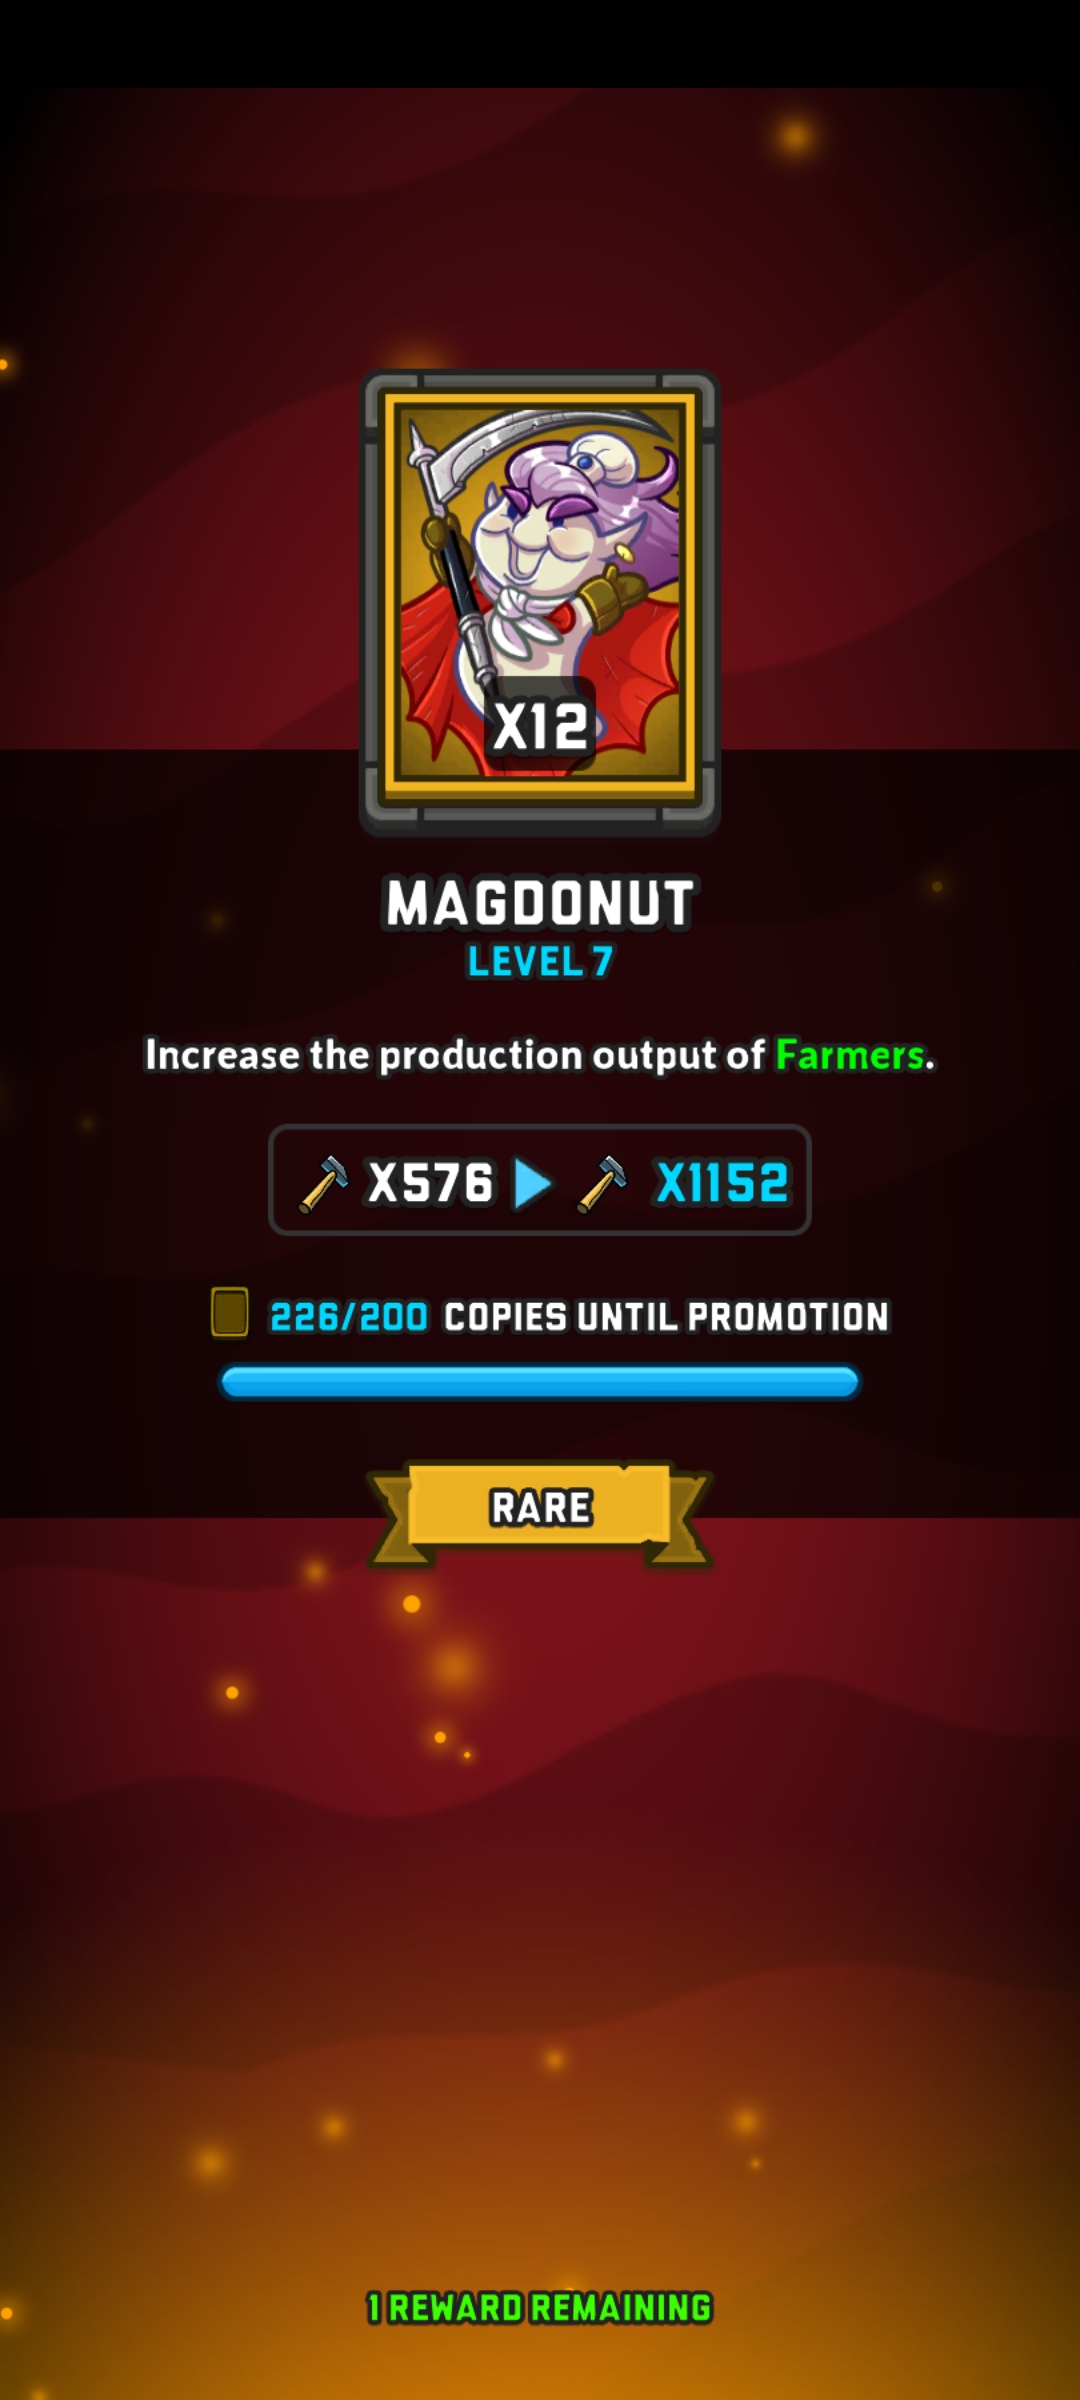 X12
MAGDONUT
LEVEL 7
Increase the production output of Farmers.
X576 X1152
226/200 COPIES UNTIL PROMOTION
RARE
1 REWARD REMAINING